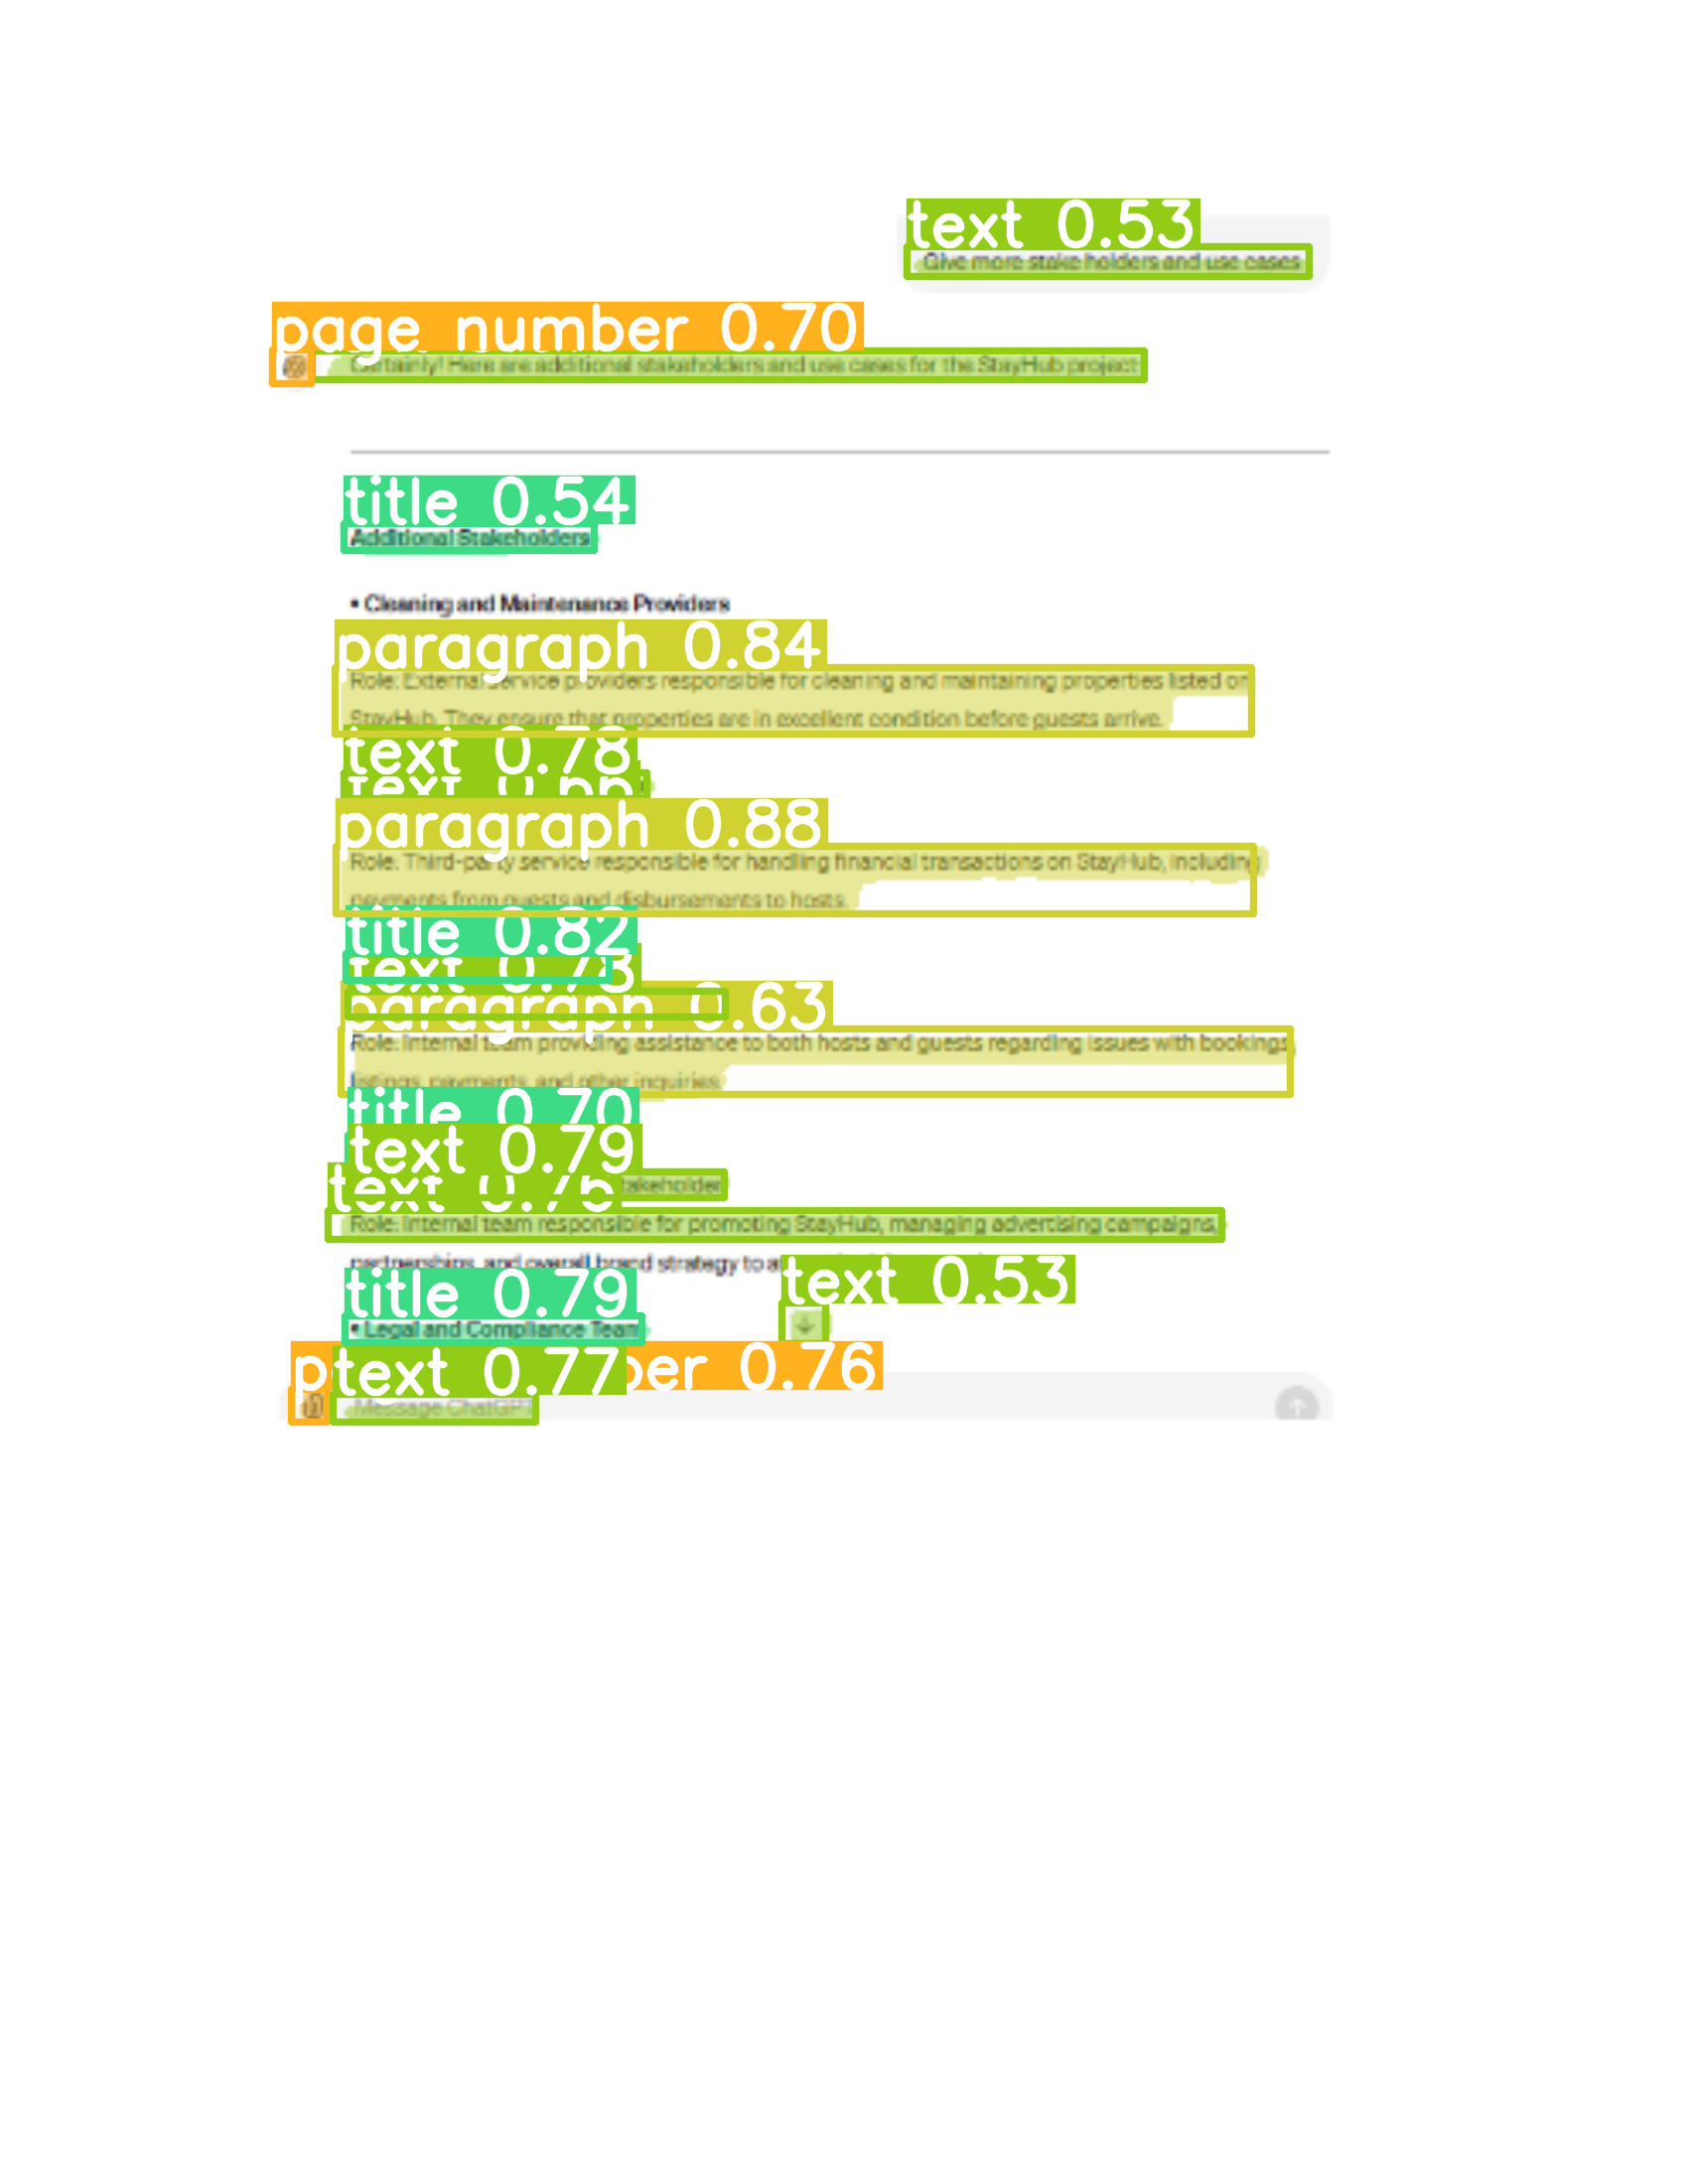 text 0.53
Give more stake holders and use cases
page number 0.70
Certainly! Here are additional stakeholders and use cases for the StayHub project:
title 0.54
Additional Stakeholders
• Cleaning and Maintenance Providers
paragraph 0.84
Role: External service providers responsible for cleaning and maintaining properties listed on
StayHub. They ensure that properties are in excellent condition before guests arrive.
text 0.78
text
paragraph 0.88
Role: Third-party service responsible for handling financial transactions on StayHub, including
payments from guests and disbursements to hosts.
title 0.82
text 0.73
paragraph 0.63
Role: Internal team providing assistance to both hosts and guests regarding issues with bookings,
listings, payments, and other inquiries.
title 0.70
text 0.79
text 0.75 takeholder
Role: Internal team responsible for promoting StayHub, managing advertising campaigns,
partnerships, and overall brand strategy to
text 0.53
title 0.79
• Legal and Compliance Team
text 0.77 ber 0.76
Message ChatGPT